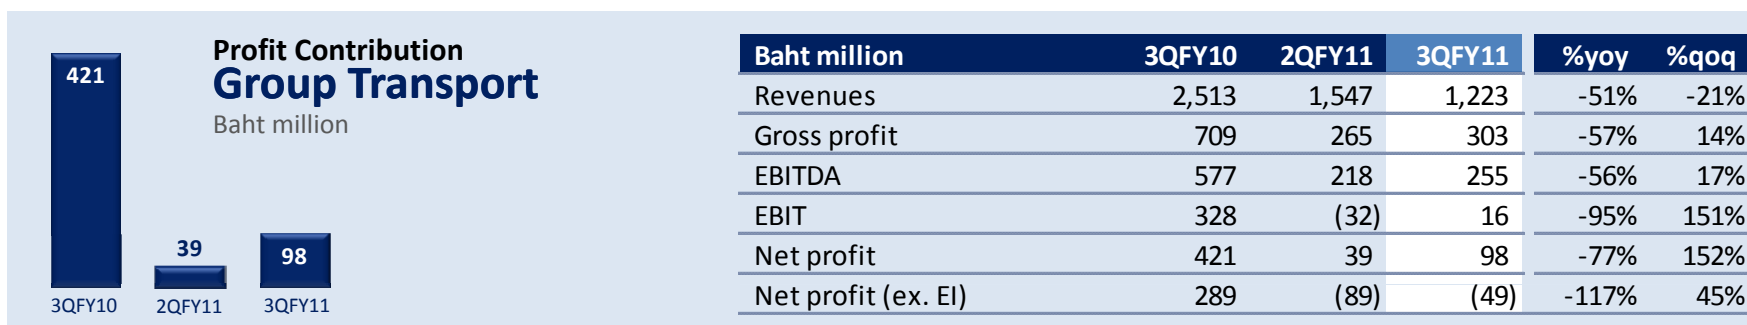 Profit Contribution
Group Transport
Baht million
421
39
98
3QFY10 2QFY11 3QFY11
Baht million 3QFY10 2QFY11 3QFY11 %yoy %qoq
Revenues 2,513 1,547 1,223 -51% -21%
Gross profit 709 265 303 -57% 14%
EBITDA 577 218 255 -56% 17%
EBIT 328 (32) 16 -95% 151%
Net profit 421 39 98 -77% 152%
Net profit (ex. EI) 289 (89) (49) -117% 45%